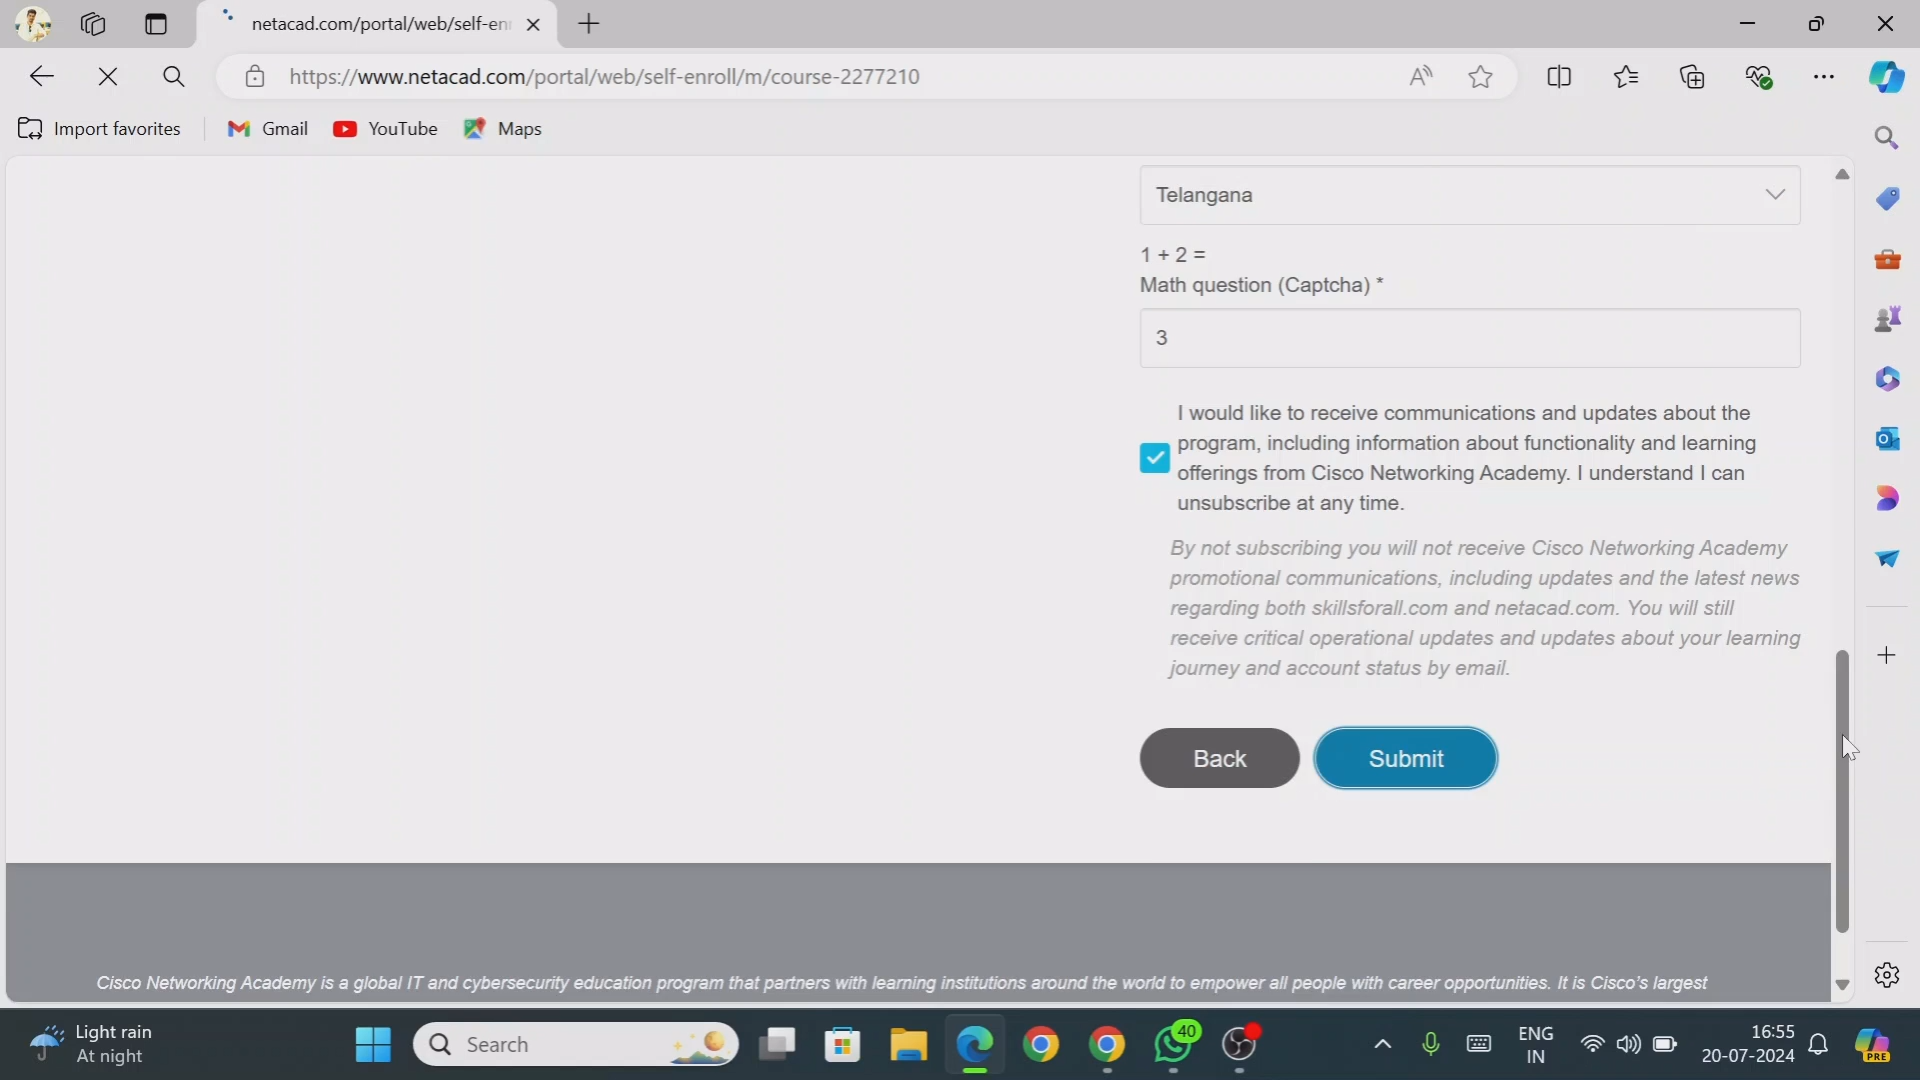 netacad.com/portal/web/self-enr
https://www.netacad.com/portal/web/self-enroll/m/course-2277210
Import favorites
Gmail
YouTube
Maps
Telangana
1 + 2 =
Math question (Captcha) *
3
I would like to receive communications and updates about the
program, including information about functionality and learning
offerings from Cisco Networking Academy. I understand I can
unsubscribe at any time.
By not subscribing you will not receive Cisco Networking Academy
promotional communications, including updates and the latest news
regarding both skillsforall.com and netacad.com. You will still
receive critical operational updates and updates about your learning
journey and account status by email.
Back
Submit
Cisco Networking Academy is a global IT and cybersecurity education program that partners with learning institutions around the world to empower all people with career opportunities. It is Cisco's largest
Light rain
At night
Search
40
ENG
IN
16:55
20-07-2024
PRE